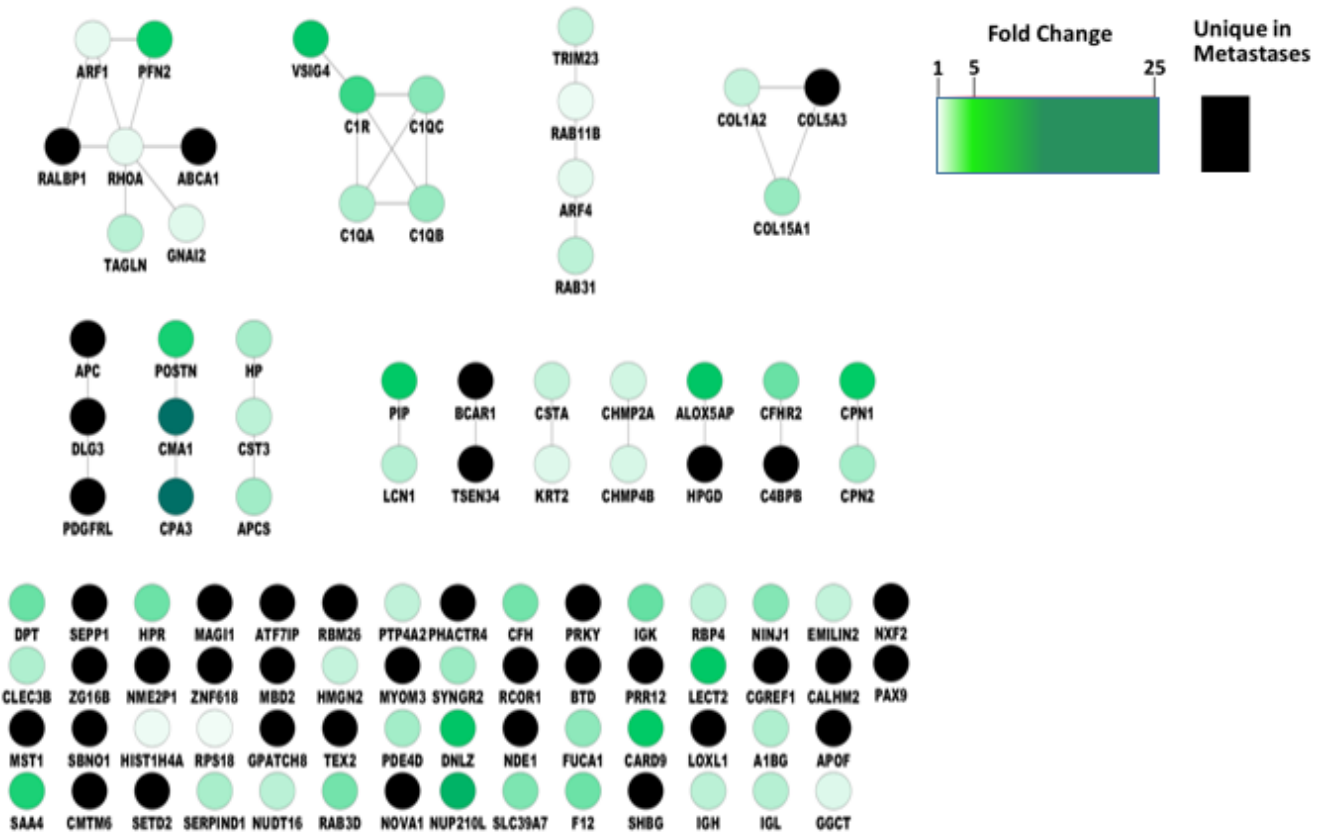 Fold Change
Unique in
Metastases
1 5 25
ARF1 PFN2
RALBP1 RHOA ABCA1
TAGLN GNAI2
VSIG4
C1R C1QC
C1QA C1QB
TRIM23
RAB11B
ARF4
RAB31
COL1A2 COL5A3
COL15A1
APC POSTN HP
DLG3 CMA1 CST3
PDGFRL CPA3 APCS
PIP BCAR1 CSTA CHMP2A ALOX5AP CFHR2 CPN1
LCN1 TSEN34 KRT2 CHMP4B HPGD C4BPB CPN2
DPT SEPP1 HPR MAGI1 ATF7IP RBM26 PTP4A2 PHACTR4 CFH PRKY IGK RBP4 NINJ1 EMILIN2 NXF2
CLEC3B ZG16B NME2P1 ZNF618 MBD2 HMGN2 MYOM3 SYNGR2 RCOR1 BTD PRR12 LECT2 CGREF1 CALHM2 PAX9
MST1 SBNO1 HIST1H4A RPS18 GPATCH8 TEX2 PDE4D DNLZ NDE1 FUCA1 CARD9 LOXL1 A1BG APOF
SAA4 CMTM6 SETD2 SERPIND1 NUDT16 RAB3D NOVA1 NUP210L SLC39A7 F12 SHBG IGH IGL GGCT